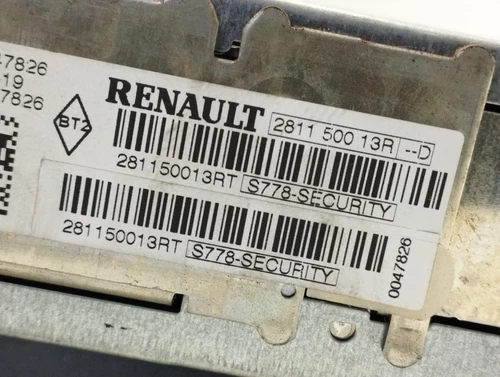 47826
19
47826
BT2
RENAULT 2811 500 13R --D
281150013RT S778-SECURITY
281150013RT S778-SECURITY
0047826